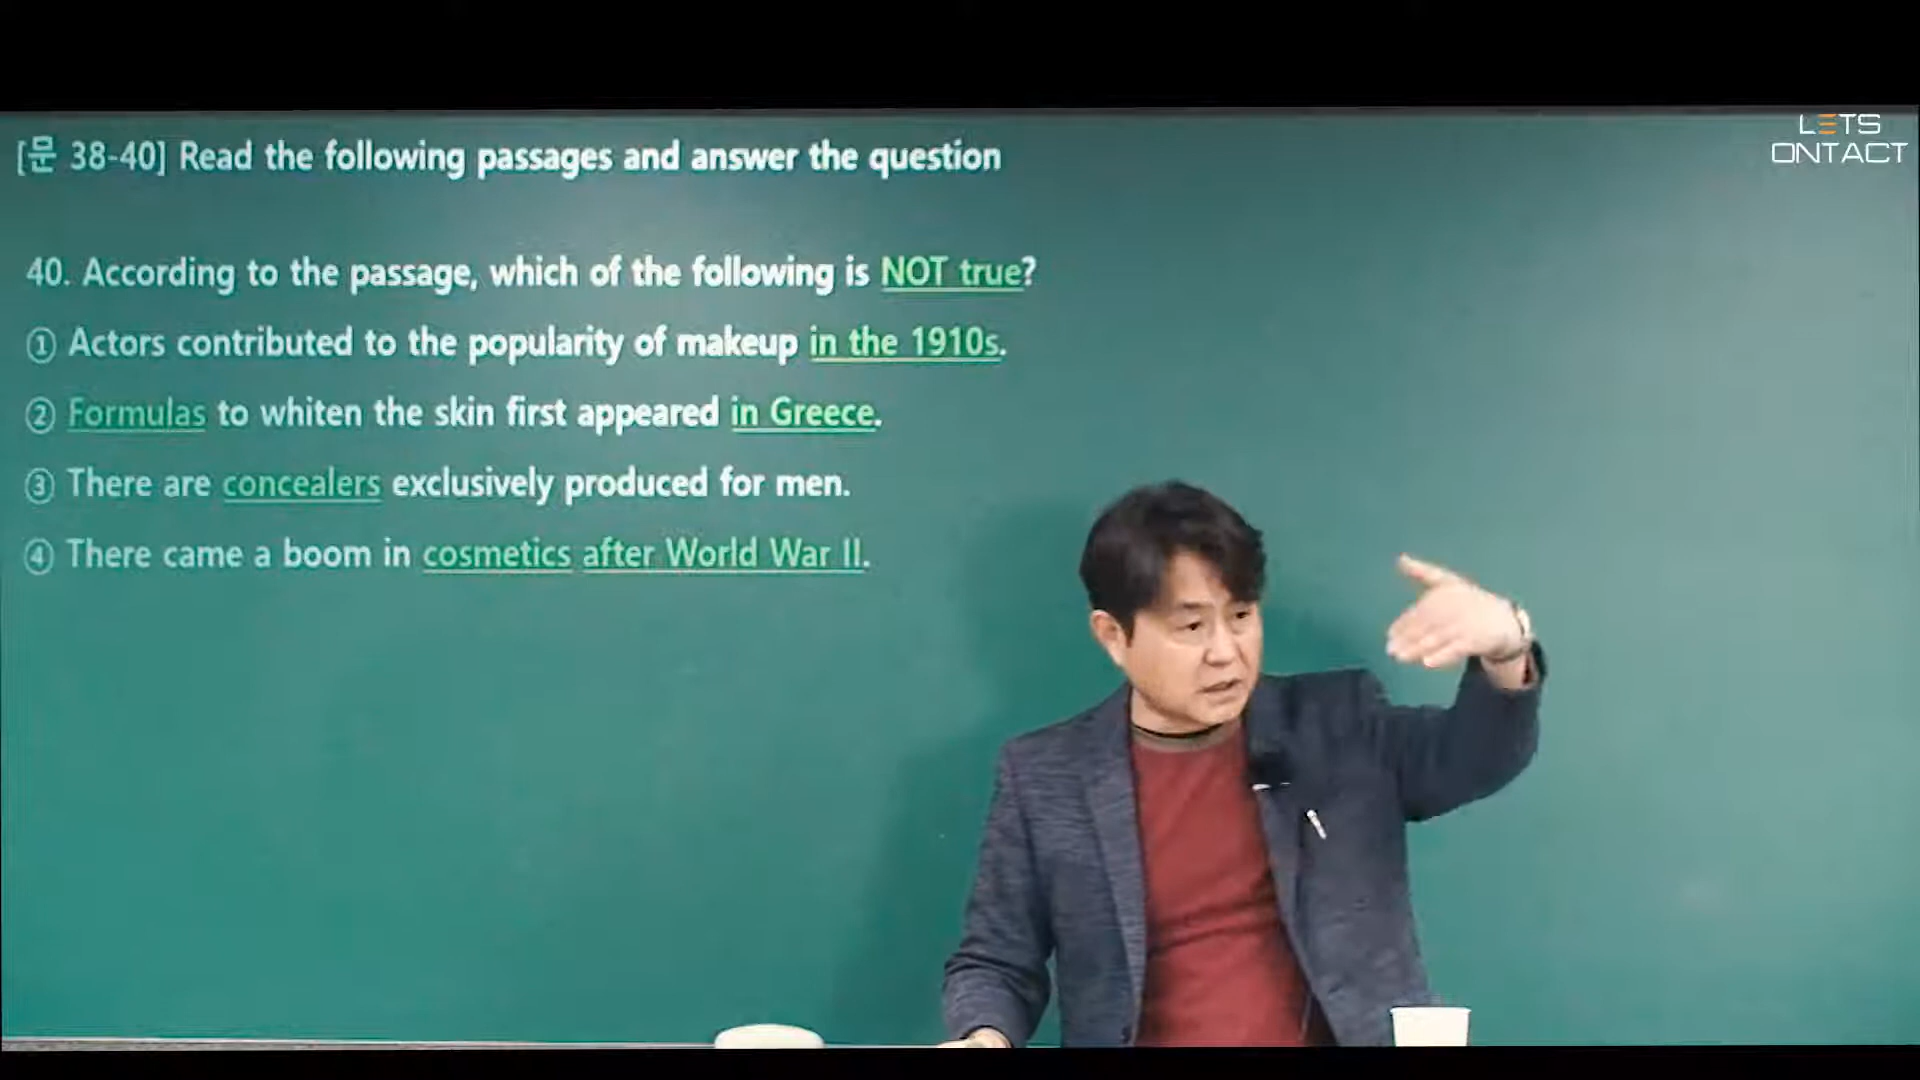 LETS
ONTACT
[문 38-40] Read the following passages and answer the question
40. According to the passage, which of the following is NOT true?
① Actors contributed to the popularity of makeup in the 1910s.
② Formulas to whiten the skin first appeared in Greece.
③ There are concealers exclusively produced for men.
④ There came a boom in cosmetics after World War II.